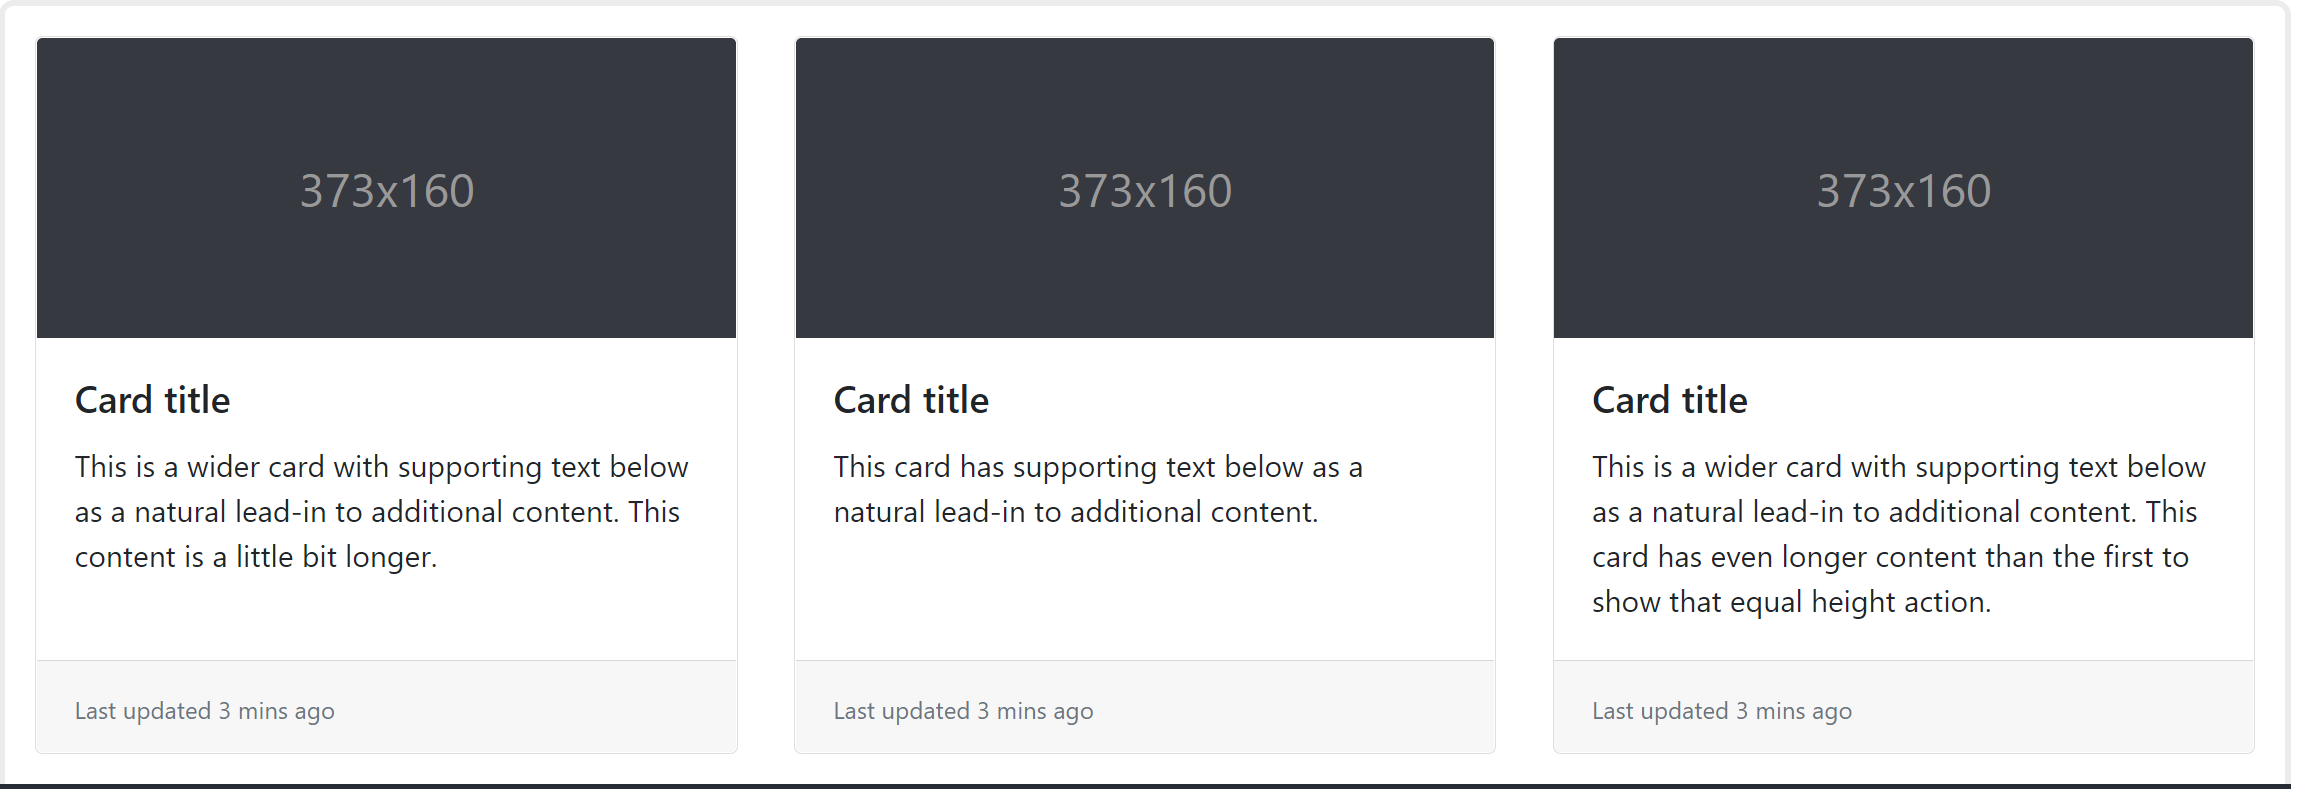 373x160
Card title
This is a wider card with supporting text below
as a natural lead-in to additional content. This
content is a little bit longer.
Last updated 3 mins ago
373x160
Card title
This card has supporting text below as a
natural lead-in to additional content.
Last updated 3 mins ago
373x160
Card title
This is a wider card with supporting text below
as a natural lead-in to additional content. This
card has even longer content than the first to
show that equal height action.
Last updated 3 mins ago